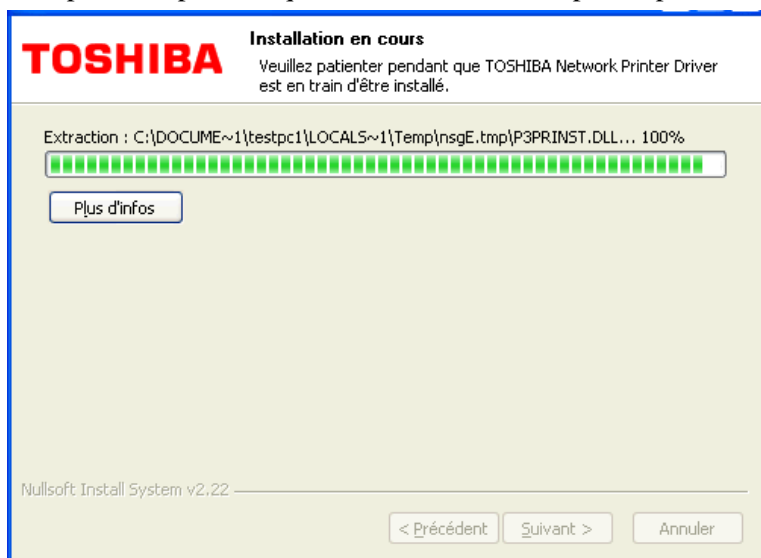 TOSHIBA
Installation en cours
Veuillez patienter pendant que TOSHIBA Network Printer Driver
est en train d'être installé.
Extraction : C:\DOCUME~1\testpc1\LOCALS~1\Temp\nsgE.tmp\P3PRINST.DLL... 100%
Plus d'infos
Nullsoft Install System v2.22
< Précédent
Suivant >
Annuler